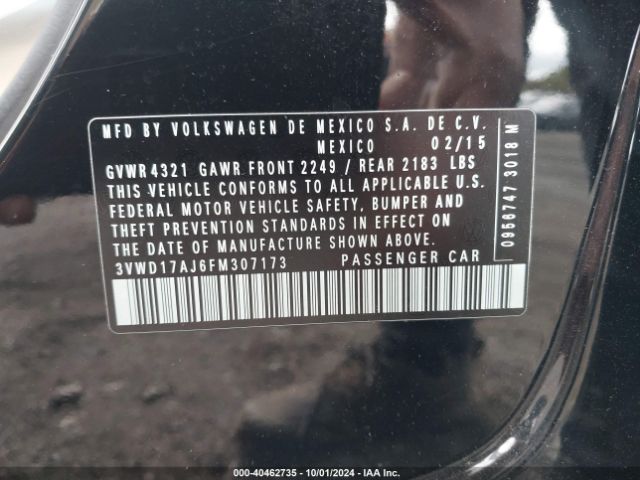 MFD BY VOLKSWAGEN DE MEXICO S.A. DE C.V.
MEXICO 02/15
GVWR 4321 GAWR FRONT 2249 / REAR 2183 LBS
THIS VEHICLE CONFORMS TO ALL APPLICABLE U.S.
FEDERAL MOTOR VEHICLE SAFETY, BUMPER AND
THEFT PREVENTION STANDARDS IN EFFECT ON
THE DATE OF MANUFACTURE SHOWN ABOVE.
3VWD17AJ6FM307173 PASSENGER CAR
0956747 3018 M
000-40462735 - 10/01/2024 - IAA Inc.